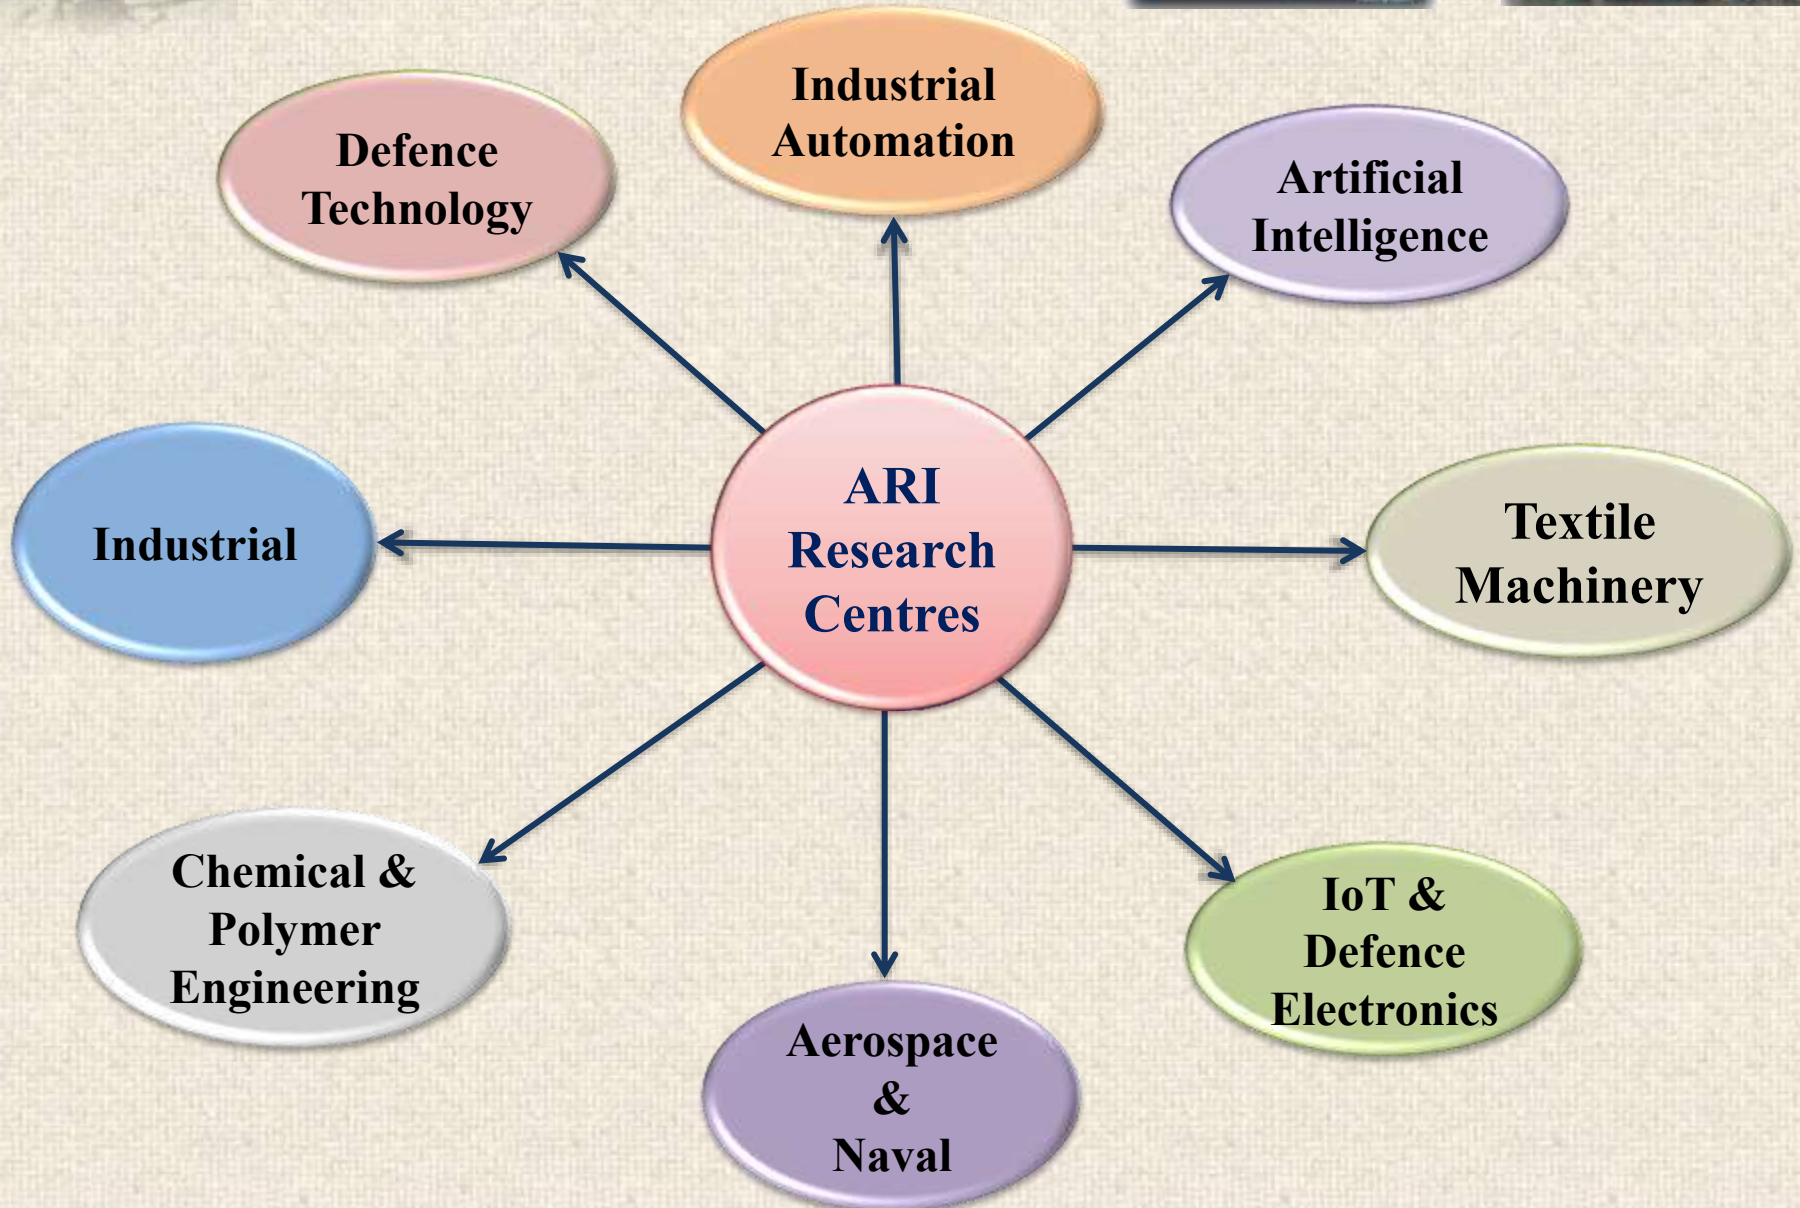 Industrial
Automation
Defence
Technology
Artificial
Intelligence
ARI
Research
Centres
Industrial
Textile
Machinery
Chemical &
Polymer
Engineering
IoT &
Defence
Electronics
Aerospace
&
Naval